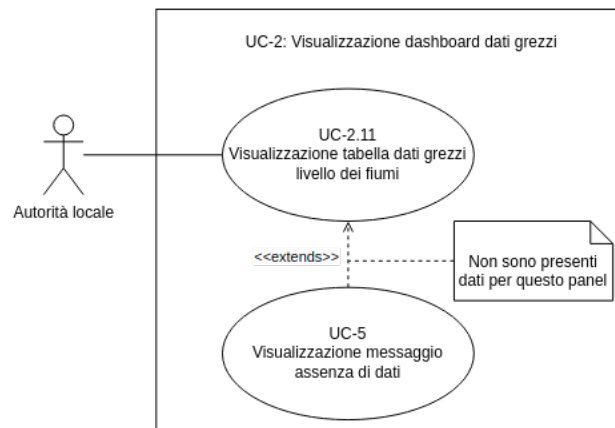 UC-2: Visualizzazione dashboard dati grezzi
UC-2.11
Visualizzazione tabella dati grezzi
livello dei fiumi
Autorità locale
<<extends>>
Non sono presenti
dati per questo panel
UC-5
Visualizzazione messaggio
assenza di dati